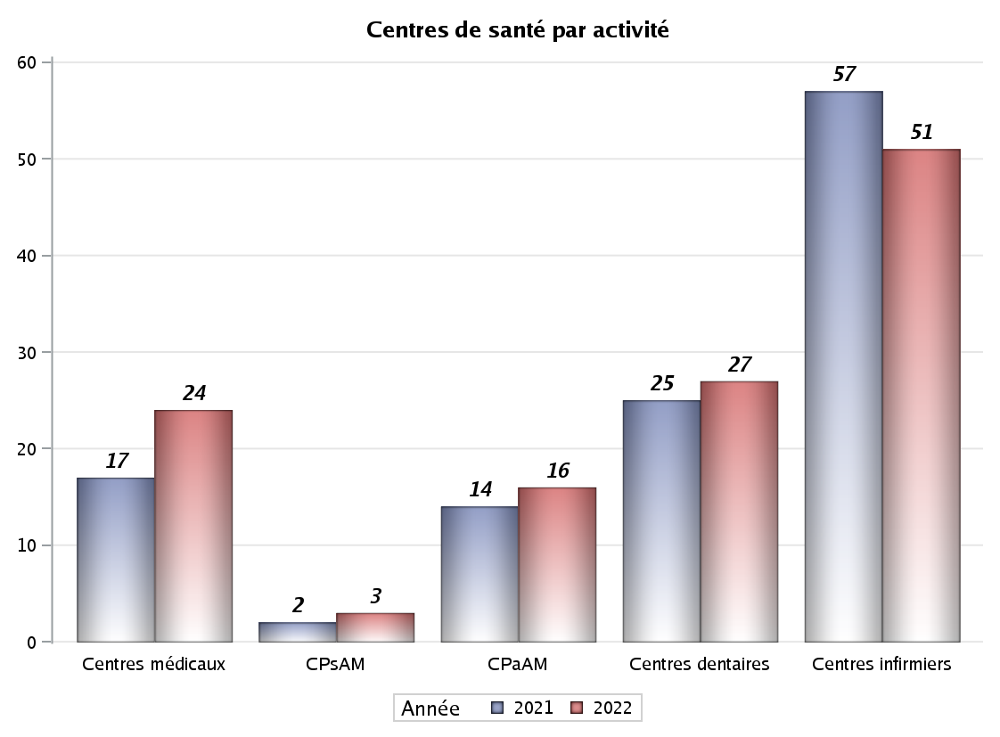 Centres de santé par activité
60
50
40
30
20
10
0
17
24
2
3
14
16
25
27
57
51
Centres médicaux
CPsAM
CPaAM
Centres dentaires
Centres infirmiers
Année 2021 2022